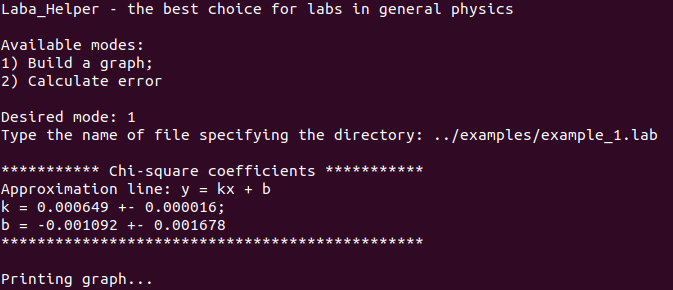 Laba_Helper - the best choice for labs in general physics
Available modes:
1) Build a graph;
2) Calculate error
Desired mode: 1
Type the name of file specifying the directory: ../examples/example_1.lab
*********** Chi-square coefficients ***********
Approximation line: y = kx + b
k = 0.000649 +- 0.000016;
b = -0.001092 +- 0.001678
***********************************************
Printing graph...